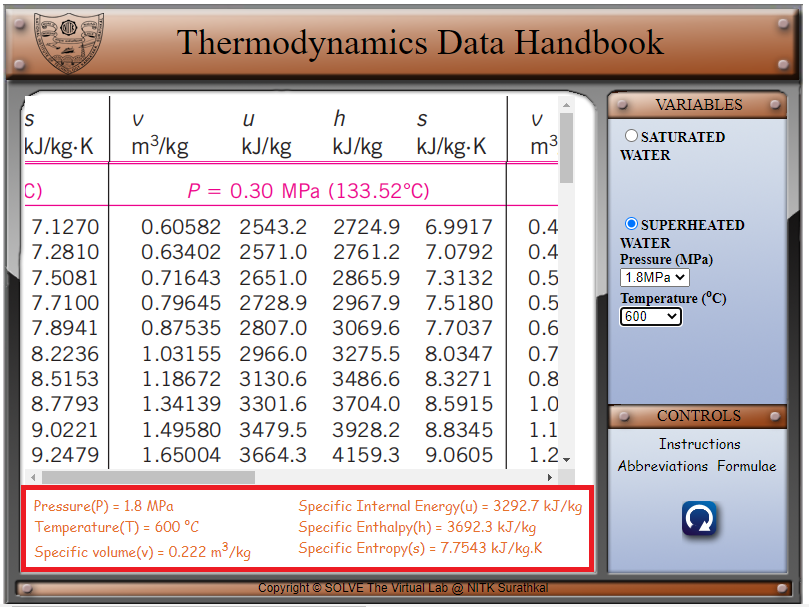 Thermodynamics Data Handbook
s v u h s v
kJ/kg·K m³/kg kJ/kg kJ/kg kJ/kg·K m³
C) P = 0.30 MPa (133.52°C)
7.1270 0.60582 2543.2 2724.9 6.9917 0.4
7.2810 0.63402 2571.0 2761.2 7.0792 0.4
7.5081 0.71643 2651.0 2865.9 7.3132 0.5
7.7100 0.79645 2728.9 2967.9 7.5180 0.5
7.8941 0.87535 2807.0 3069.6 7.7037 0.6
8.2236 1.03155 2966.0 3275.5 8.0347 0.7
8.5153 1.18672 3130.6 3486.6 8.3271 0.8
8.7793 1.34139 3301.6 3704.0 8.5915 1.0
9.0221 1.49580 3479.5 3928.2 8.8345 1.1
9.2479 1.65004 3664.3 4159.3 9.0605 1.2
Pressure(P) = 1.8 MPa
Temperature(T) = 600 °C
Specific volume(v) = 0.222 m³/kg
Specific Internal Energy(u) = 3292.7 kJ/kg
Specific Enthalpy(h) = 3692.3 kJ/kg
Specific Entropy(s) = 7.7543 kJ/kg.K
VARIABLES
SATURATED
WATER
SUPERHEATED
WATER
Pressure (MPa)
1.8MPa
Temperature (⁰C)
600
CONTROLS
Instructions
Abbreviations Formulae
Copyright © SOLVE The Virtual Lab @ NITK Surathkal